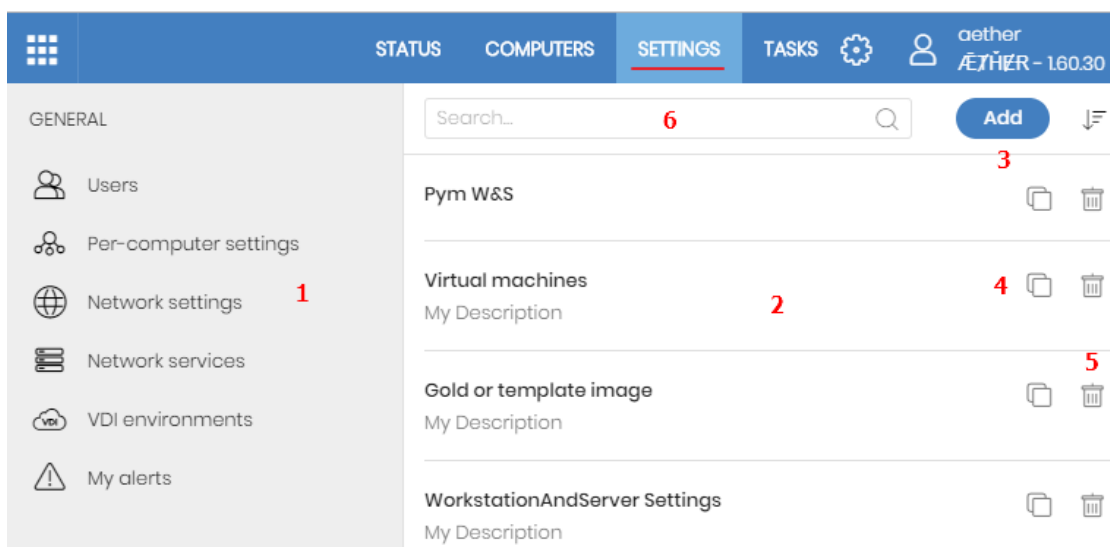 STATUS COMPUTERS SETTINGS TASKS
aether
ǢȾȞɆR - 1.60.30
GENERAL
Users
Per-computer settings
Network settings
Network services
VDI
VDI environments
My alerts
1
Search...
6
Add
3
Pym W&S
Virtual machines
My Description
2
4
5
Gold or template image
My Description
WorkstationAndServer Settings
My Description